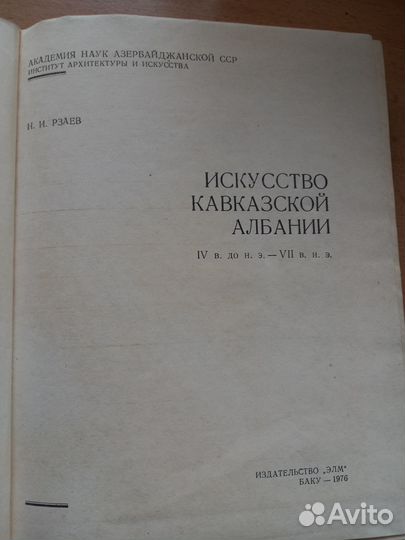 АКАДЕМИЯ НАУК АЗЕРБАЙДЖАНСКОЙ ССР
ИНСТИТУТ АРХИТЕКТУРЫ И ИСКУССТВА
Н. И. РЗАЕВ
ИСКУССТВО
КАВКАЗСКОЙ
АЛБАНИИ
IV в. до н. э. — VII в. н. э.
ИЗДАТЕЛЬСТВО „ЭЛМ"
БАКУ — 1976
Avito